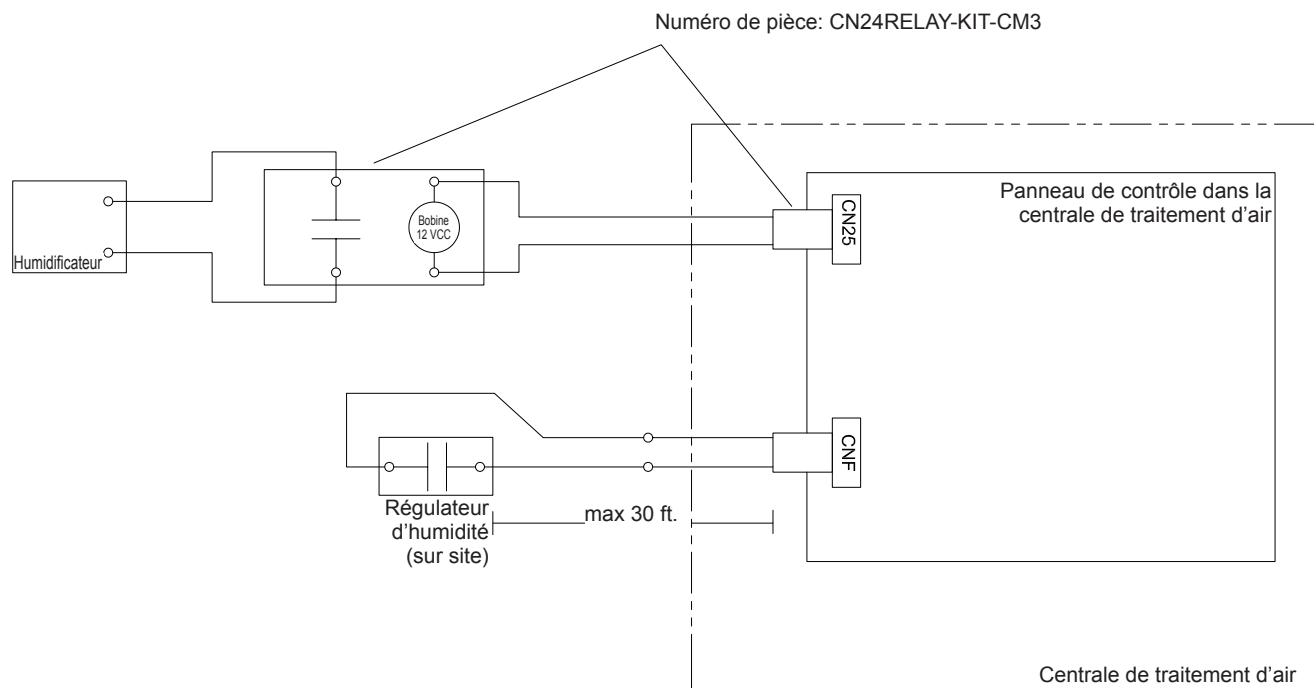 Numéro de pièce: CN24RELAY-KIT-CM3
Panneau de contrôle dans la
centrale de traitement d'air
CN25
Bobine
12 VCC
Humidificateur
CNF
Régulateur
d'humidité
(sur site)
max 30 ft.
Centrale de traitement d'air